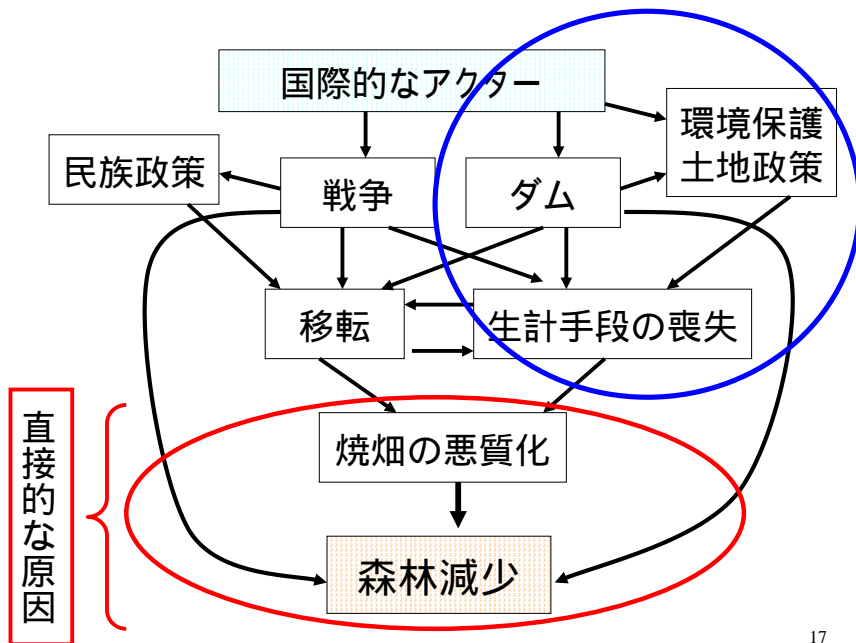 国際的なアクター
環境保護
土地政策
民族政策
戦争
ダム
移転
生計手段の喪失
直接的な原因
焼畑の悪質化
森林減少
17